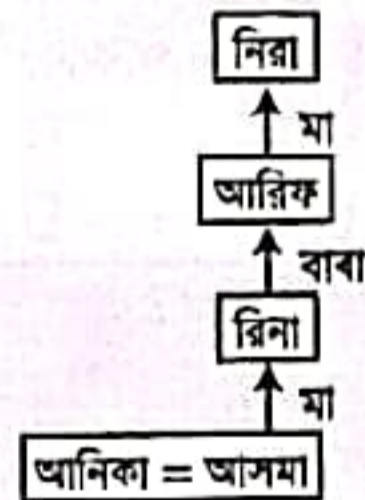 নিরা
মা
আরিফ
বাবা
রিনা
মা
আনিকা = আসমা